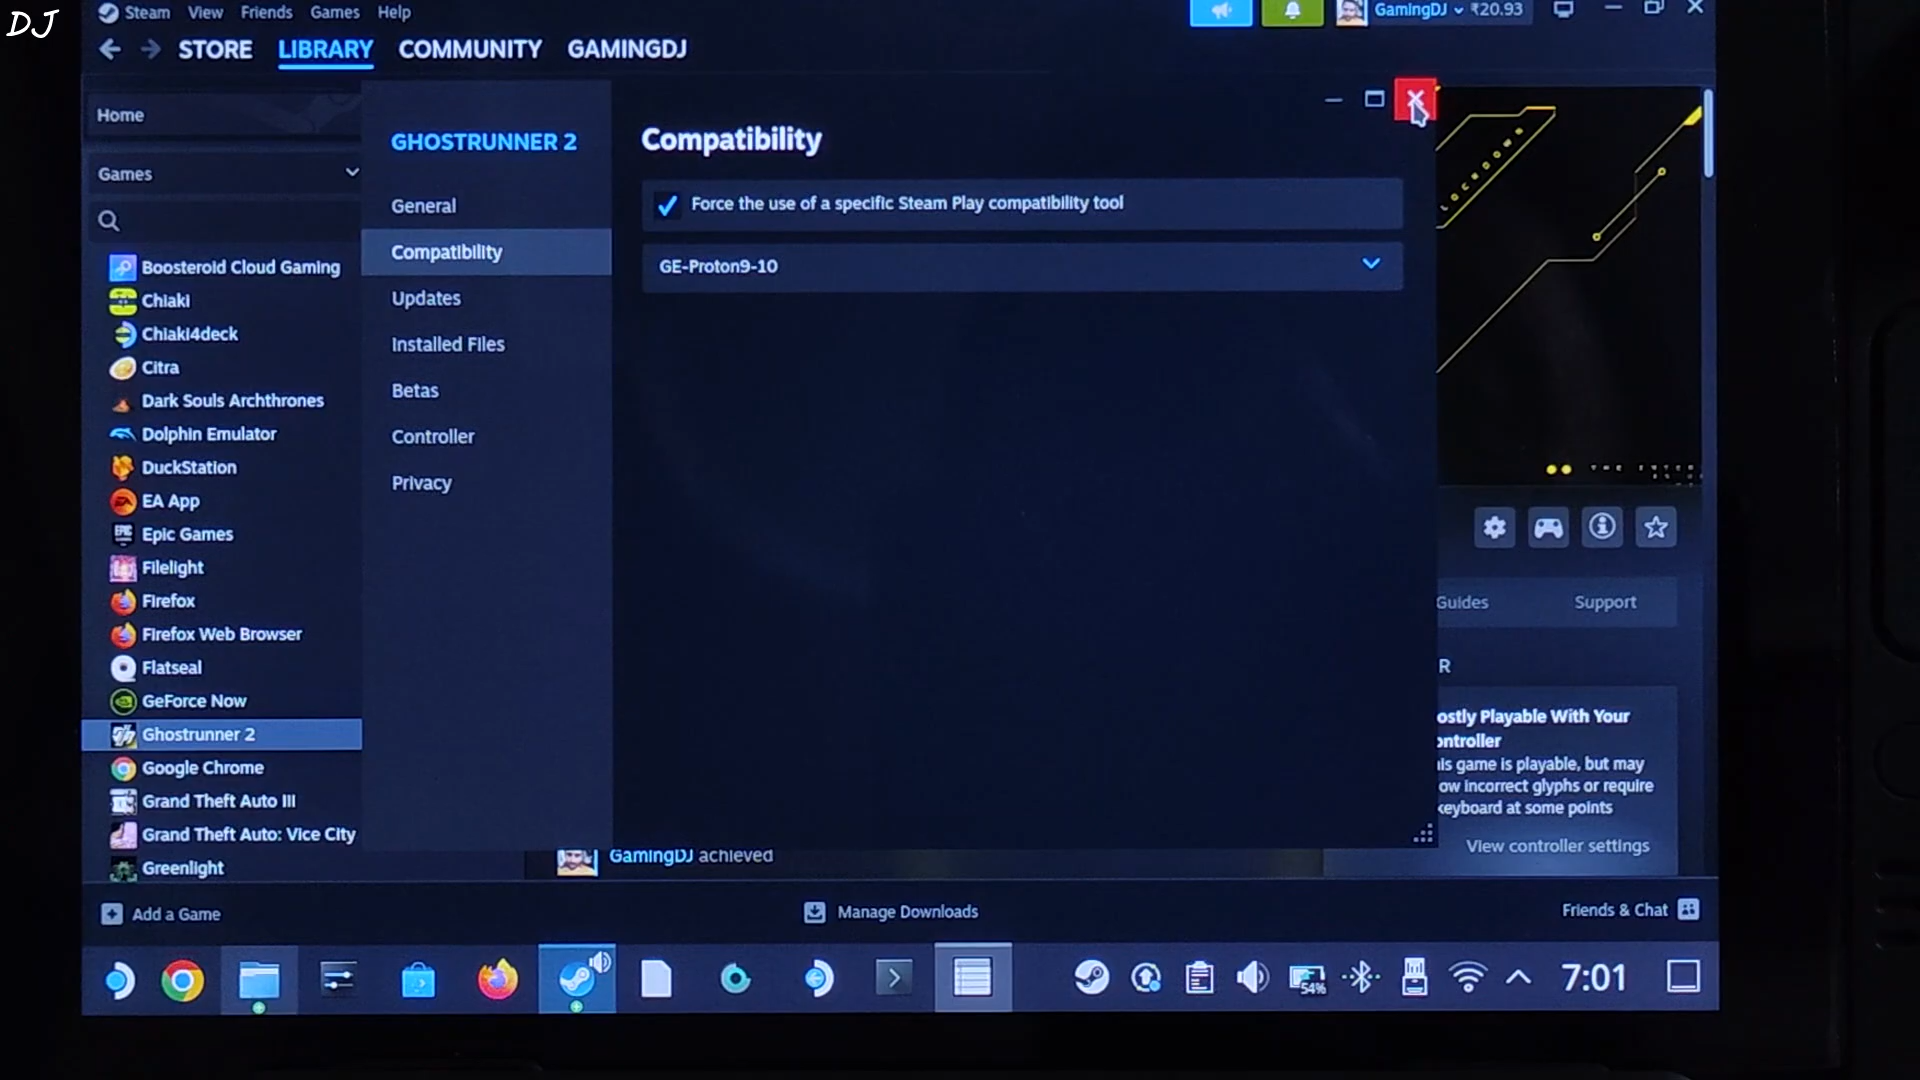 DJ
Steam View Friends Games Help
GamingDJ ₹20.93
STORE LIBRARY COMMUNITY GAMINGDJ
Home
Games
Boosteroid Cloud Gaming
Chiaki
Chiaki4deck
Citra
Dark Souls Archthrones
Dolphin Emulator
DuckStation
EA App
Epic Games
Filelight
Firefox
Firefox Web Browser
Flatseal
GeForce Now
Ghostrunner 2
Google Chrome
Grand Theft Auto III
Grand Theft Auto: Vice City
Greenlight
GHOSTRUNNER 2
General
Compatibility
Updates
Installed Files
Betas
Controller
Privacy
Compatibility
Force the use of a specific Steam Play compatibility tool
GE-Proton9-10
Guides Support
R
ostly Playable With Your
ontroller
is game is playable, but may
ow incorrect glyphs or require
keyboard at some points
View controller settings
GamingDJ achieved
Add a Game
Manage Downloads
Friends & Chat
54%
7:01